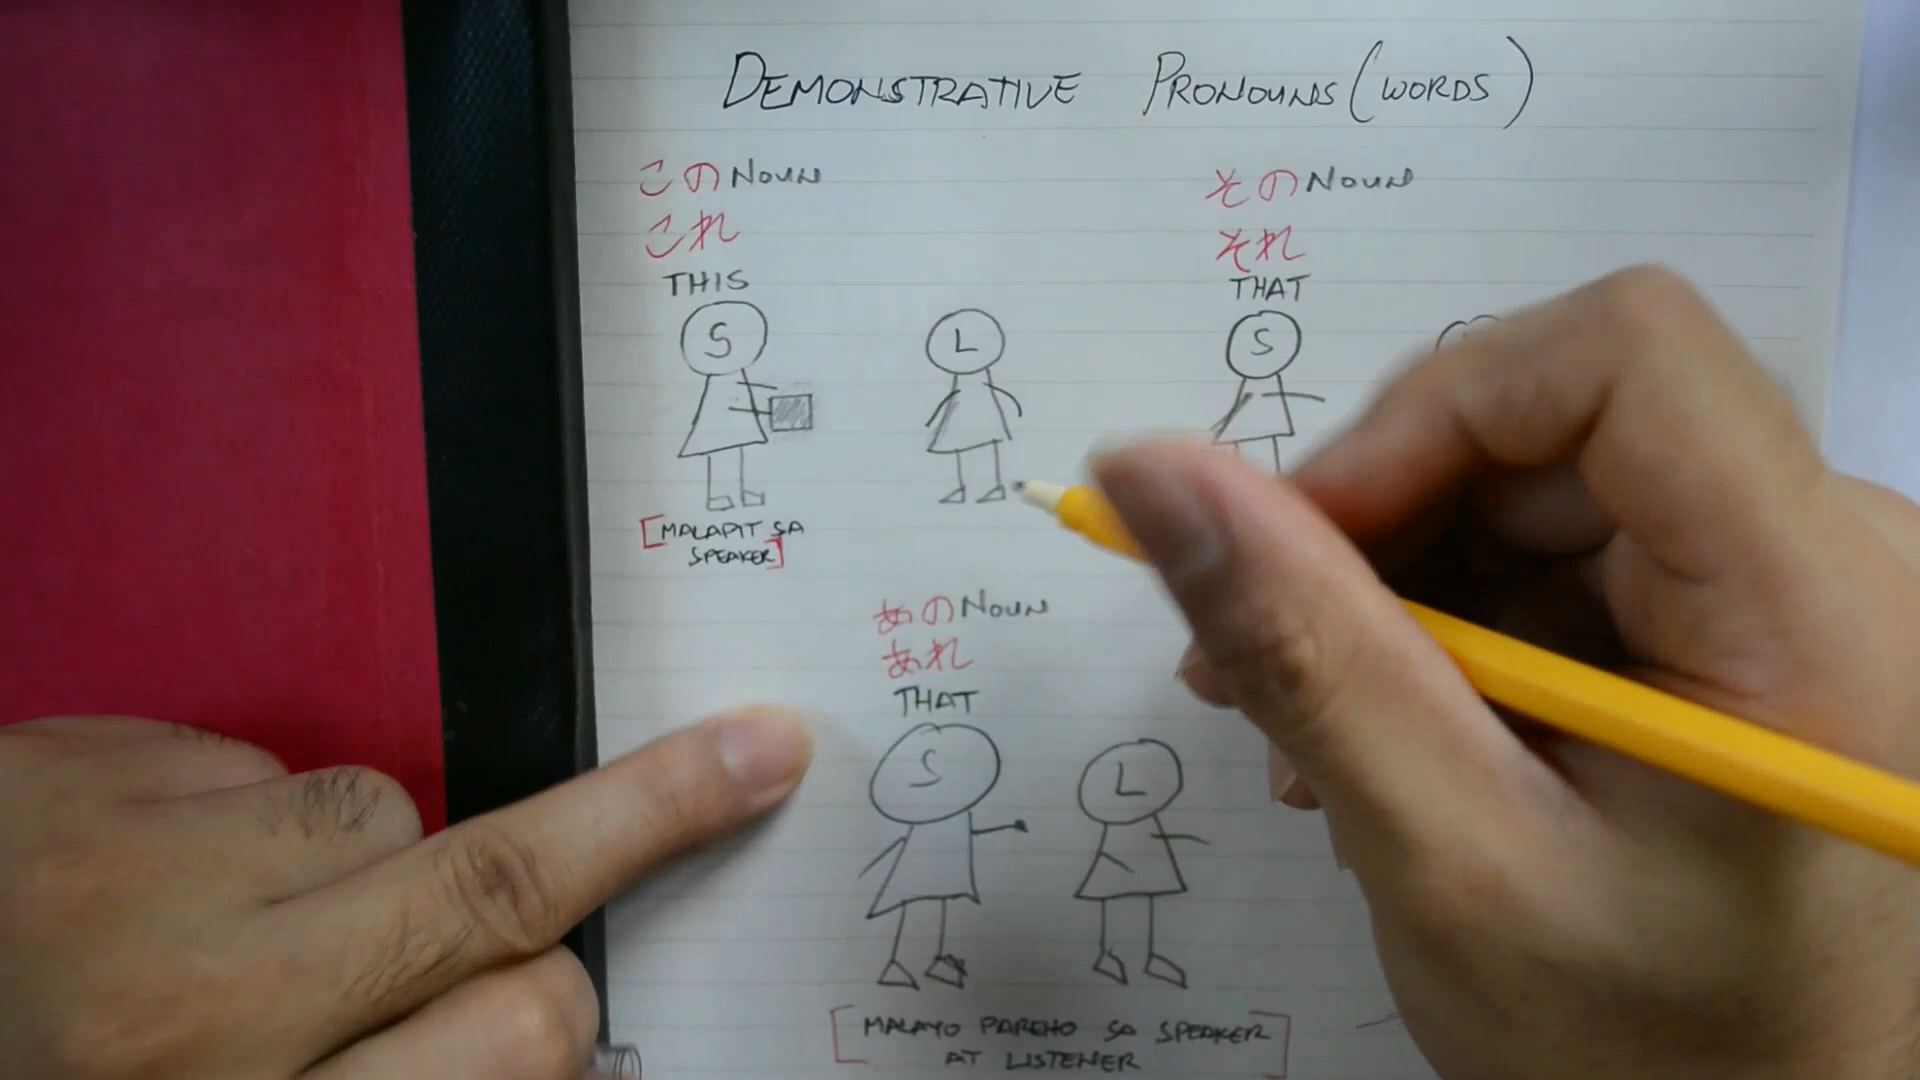 DEMONSTRATIVE PRONOUNS (WORDS)
このNOUN
これ
THIS
S
L
[MALAPIT SA
SPEAKER]
そのNOUN
それ
THAT
S
あのNOUN
あれ
THAT
S
L
[MALAYO PAREHO SA SPEAKER
AT LISTENER]